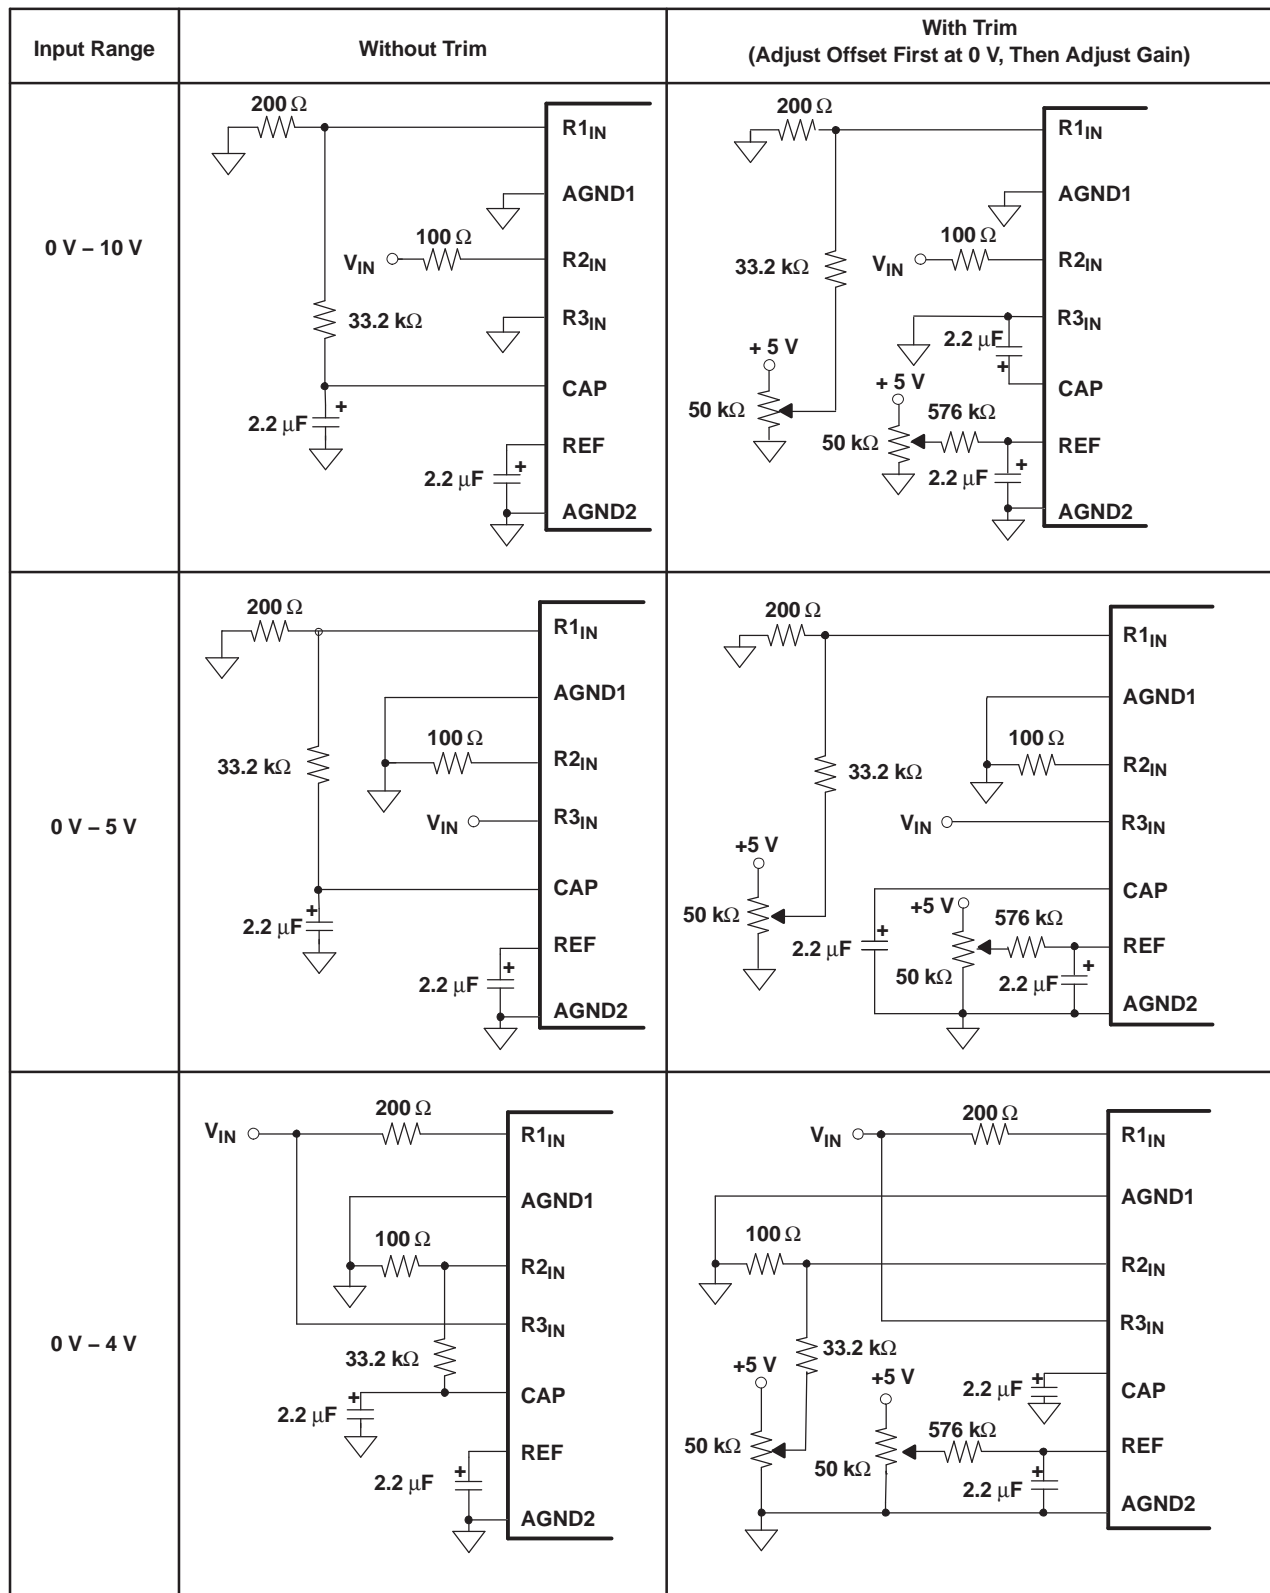 Input Range
Without Trim
With Trim
(Adjust Offset First at 0 V, Then Adjust Gain)
0 V – 10 V
200 Ω
R1IN
AGND1
100 Ω
VIN
R2IN
33.2 kΩ
R3IN
CAP
2.2 µF
+
REF
2.2 µF
+
AGND2
200 Ω
R1IN
AGND1
100 Ω
33.2 kΩ
VIN
R2IN
R3IN
2.2 µF
+
+ 5 V
CAP
+ 5 V
50 kΩ
576 kΩ
50 kΩ
REF
2.2 µF
+
AGND2
0 V – 5 V
200 Ω
R1IN
AGND1
100 Ω
R2IN
33.2 kΩ
VIN
R3IN
CAP
+
2.2 µF
REF
+
2.2 µF
AGND2
200 Ω
R1IN
AGND1
100 Ω
R2IN
33.2 kΩ
VIN
R3IN
+5 V
CAP
50 kΩ
+5 V
576 kΩ
+
2.2 µF
REF
50 kΩ
2.2 µF
+
AGND2
0 V – 4 V
200 Ω
VIN
R1IN
AGND1
100 Ω
R2IN
R3IN
33.2 kΩ
+
CAP
2.2 µF
REF
+
2.2 µF
AGND2
200 Ω
VIN
R1IN
AGND1
100 Ω
R2IN
R3IN
33.2 kΩ
+5 V
+5 V
2.2 µF
+
CAP
50 kΩ
576 kΩ
REF
50 kΩ
2.2 µF
+
AGND2